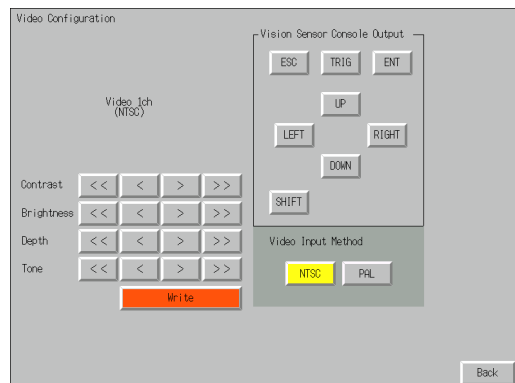 Video Configuration
Vision Sensor Console Output
ESC TRIG ENT
Video 1ch
(NTSC)
UP
LEFT RIGHT
DOWN
SHIFT
Contrast << < > >>
Brightness << < > >>
Depth << < > >>
Tone << < > >>
Write
Video Input Method
NTSC PAL
Back